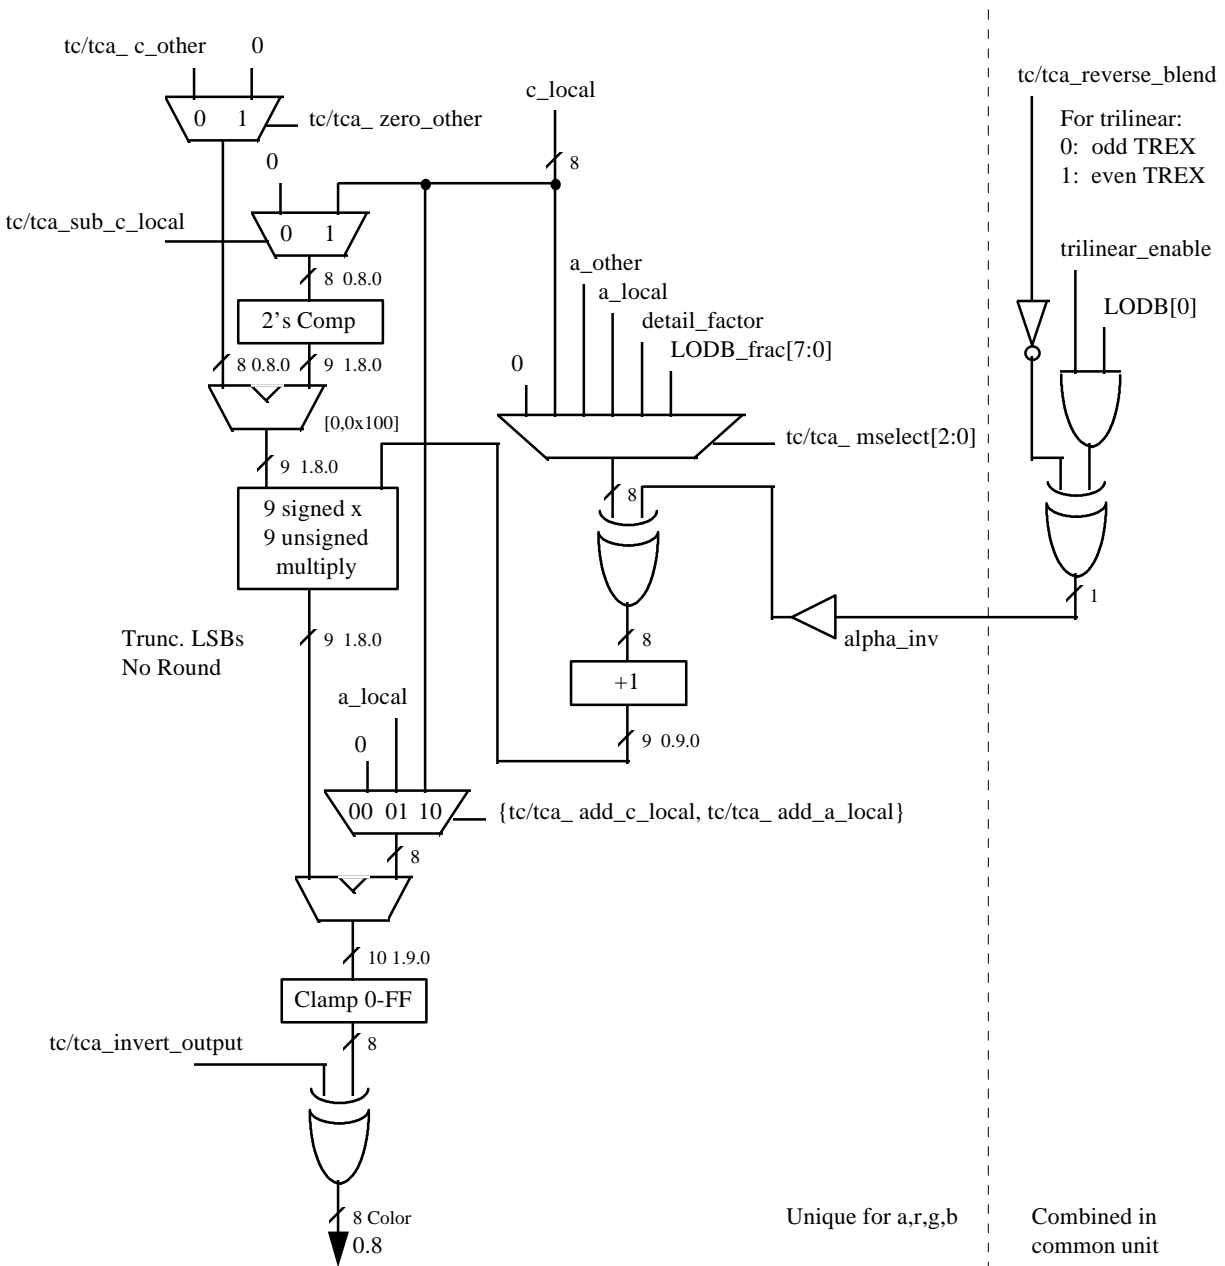 tc/tca_ c_other
0
0 1
tc/tca_ zero_other
c_local
8
tc/tca_reverse_blend
For trilinear:
0: odd TREX
1: even TREX
0
tc/tca_sub_c_local
0 1
8 0.8.0
2's Comp
8 0.8.0
9 1.8.0
trilinear_enable
LODB[0]
a_other
a_local
detail_factor
LODB_frac[7:0]
0
[0,0x100]
tc/tca_ mselect[2:0]
9 1.8.0
8
9 signed x
9 unsigned
multiply
1
alpha_inv
Trunc. LSBs
No Round
9 1.8.0
8
+1
9 0.9.0
a_local
0
00 01 10
{tc/tca_ add_c_local, tc/tca_ add_a_local}
8
10 1.9.0
Clamp 0-FF
tc/tca_invert_output
8
8 Color
0.8
Unique for a,r,g,b
Combined in
common unit